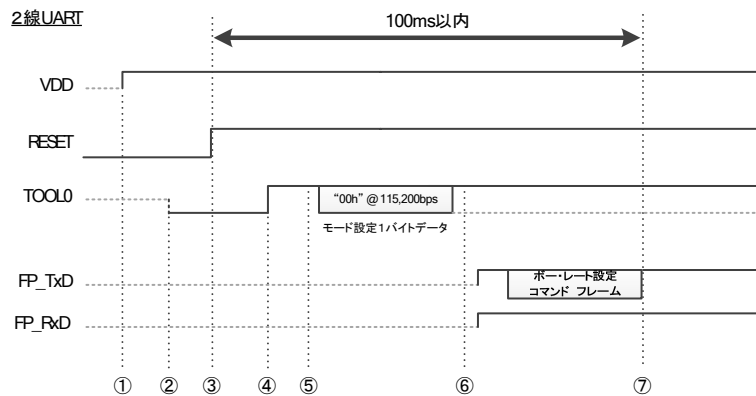 2線UART
100ms以内
VDD
RESET
TOOL0
“00h” @ 115,200bps
モード設定1バイトデータ
FP_TxD
ボー・レート設定
コマンド フレーム
FP_RxD
① ② ③ ④ ⑤ ⑥ ⑦